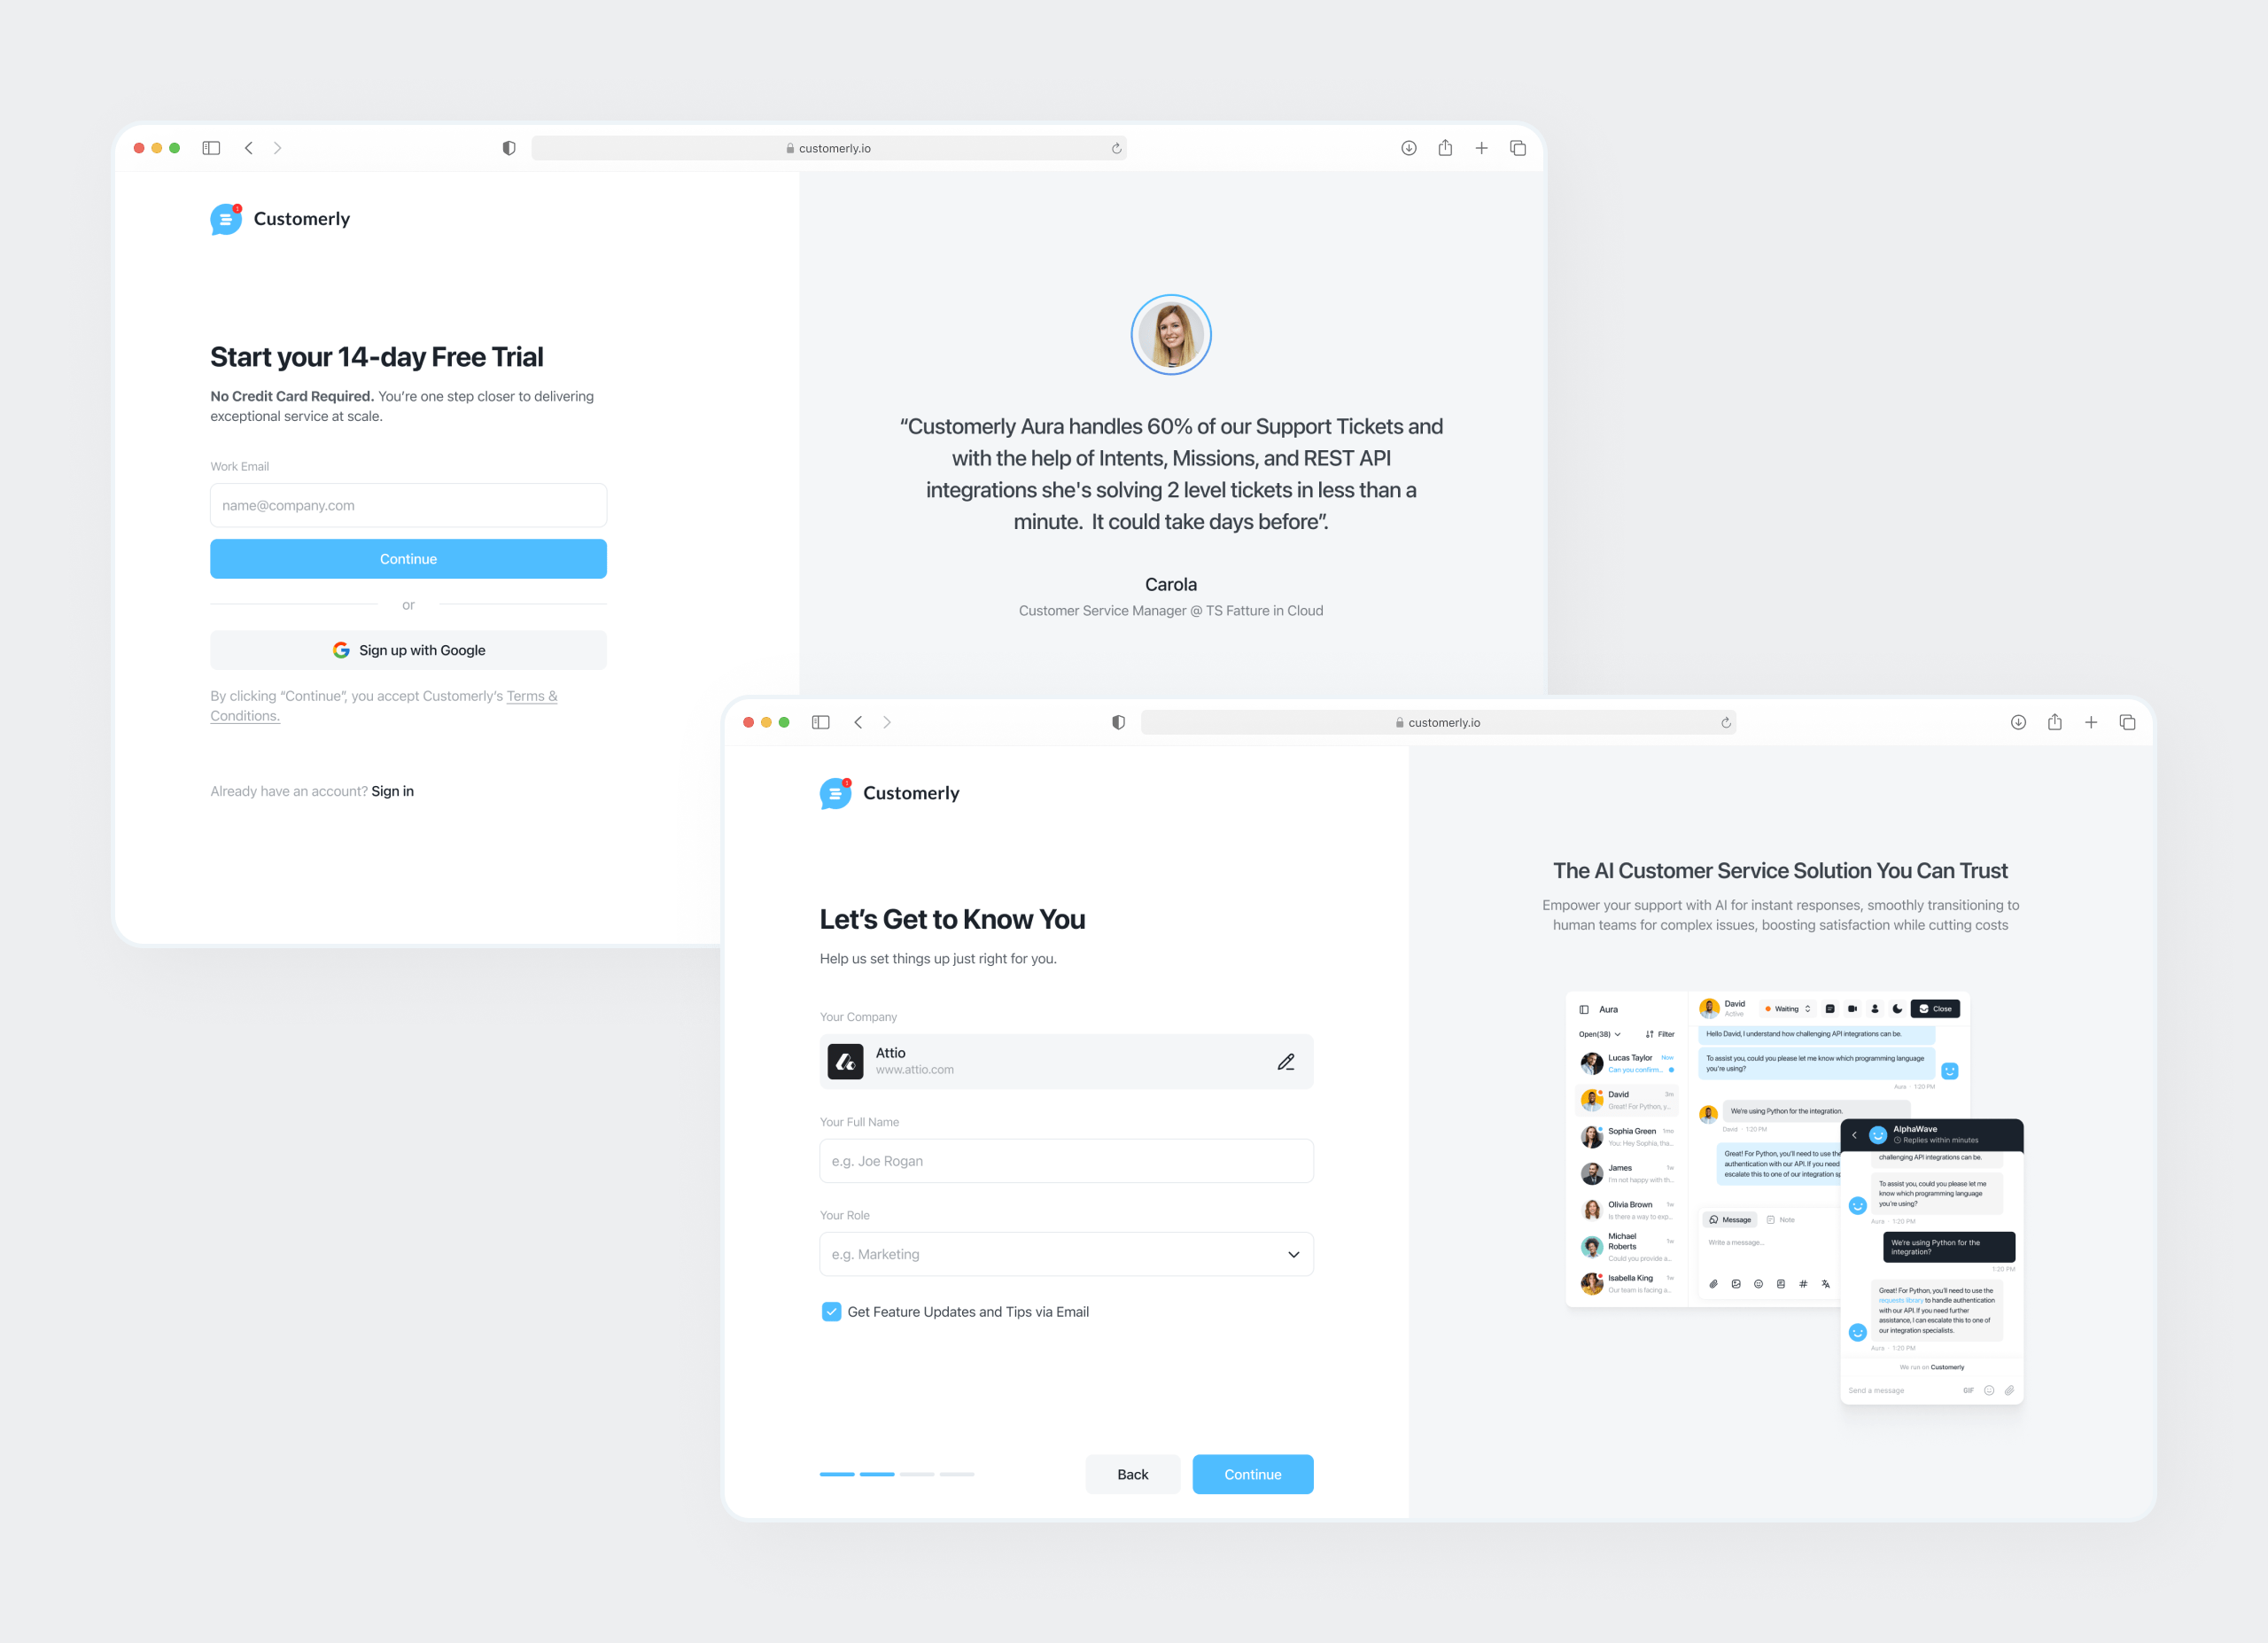 customerly.io
Customerly
Start your 14-day Free Trial
No Credit Card Required. You’re one step closer to delivering
exceptional service at scale.
Work Email
name@company.com
Continue
or
Sign up with Google
By clicking “Continue”, you accept Customerly’s Terms &
Conditions.
Already have an account? Sign in
“Customerly Aura handles 60% of our Support Tickets and
with the help of Intents, Missions, and REST API
integrations she's solving 2 level tickets in less than a
minute.  It could take days before”.
Carola
Customer Service Manager @ TS Fatture in Cloud
customerly.io
Customerly
Let’s Get to Know You
Help us set things up just right for you.
Your Company
Attio
www.attio.com
Your Full Name
e.g. Joe Rogan
Your Role
e.g. Marketing
Get Feature Updates and Tips via Email
Back
Continue
The AI Customer Service Solution You Can Trust
Empower your support with AI for instant responses, smoothly transitioning to
human teams for complex issues, boosting satisfaction while cutting costs
Aura
Open(38)
Filter
Lucas Taylor
Now
Can you confirm...
David
3m
Great! For Python, y...
Sophia Green
1mo
You: Hey Sophia, tha...
James
1w
I'm not happy with th...
Olivia Brown
1w
Is there a way to exp...
Michael
Roberts
1w
Could you provide a...
Isabella King
1w
Our team is facing a...
David
Active
Waiting
Close
Hello David, I understand how challenging API integrations can be.
To assist you, could you please let me know which programming language
you're using?
Aura · 1:20 PM
We're using Python for the integration.
David · 1:20 PM
Great! For Python, you'll need to use the
authentication with our API. If you need
escalate this to one of our integration sp
Message
Note
Write a message...
AlphaWave
Replies within minutes
challenging API integrations can be.
To assist you, could you please let me
know which programming language
you're using?
Aura · 1:20 PM
We're using Python for the
integration?
1:20 PM
Great! For Python, you'll need to use the
requests library to handle authentication
with our API. If you need further
assistance, I can escalate this to one of
our integration specialists.
Aura · 1:20 PM
We run on Customerly
Send a message
GIF